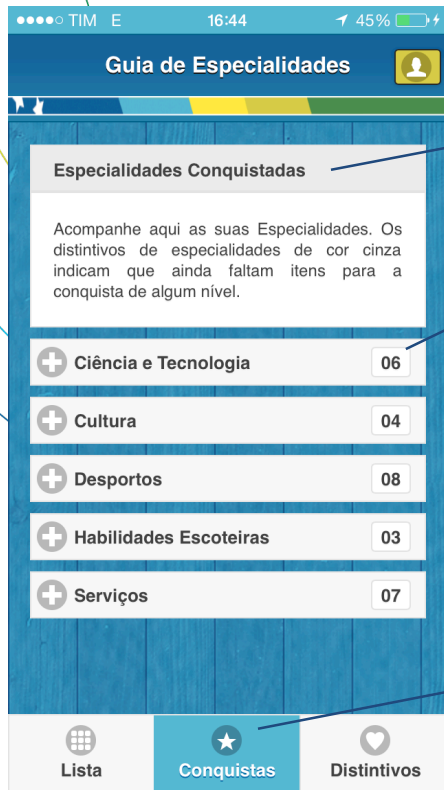 TIM E 16:44 45%
Guia de Especialidades
Especialidades Conquistadas
Acompanhe aqui as suas Especialidades. Os
distintivos de especialidades de cor cinza
indicam que ainda faltam itens para a
conquista de algum nível.
Ciência e Tecnologia 06
Cultura 04
Desportos 08
Habilidades Escoteiras 03
Serviços 07
Lista Conquistas Distintivos